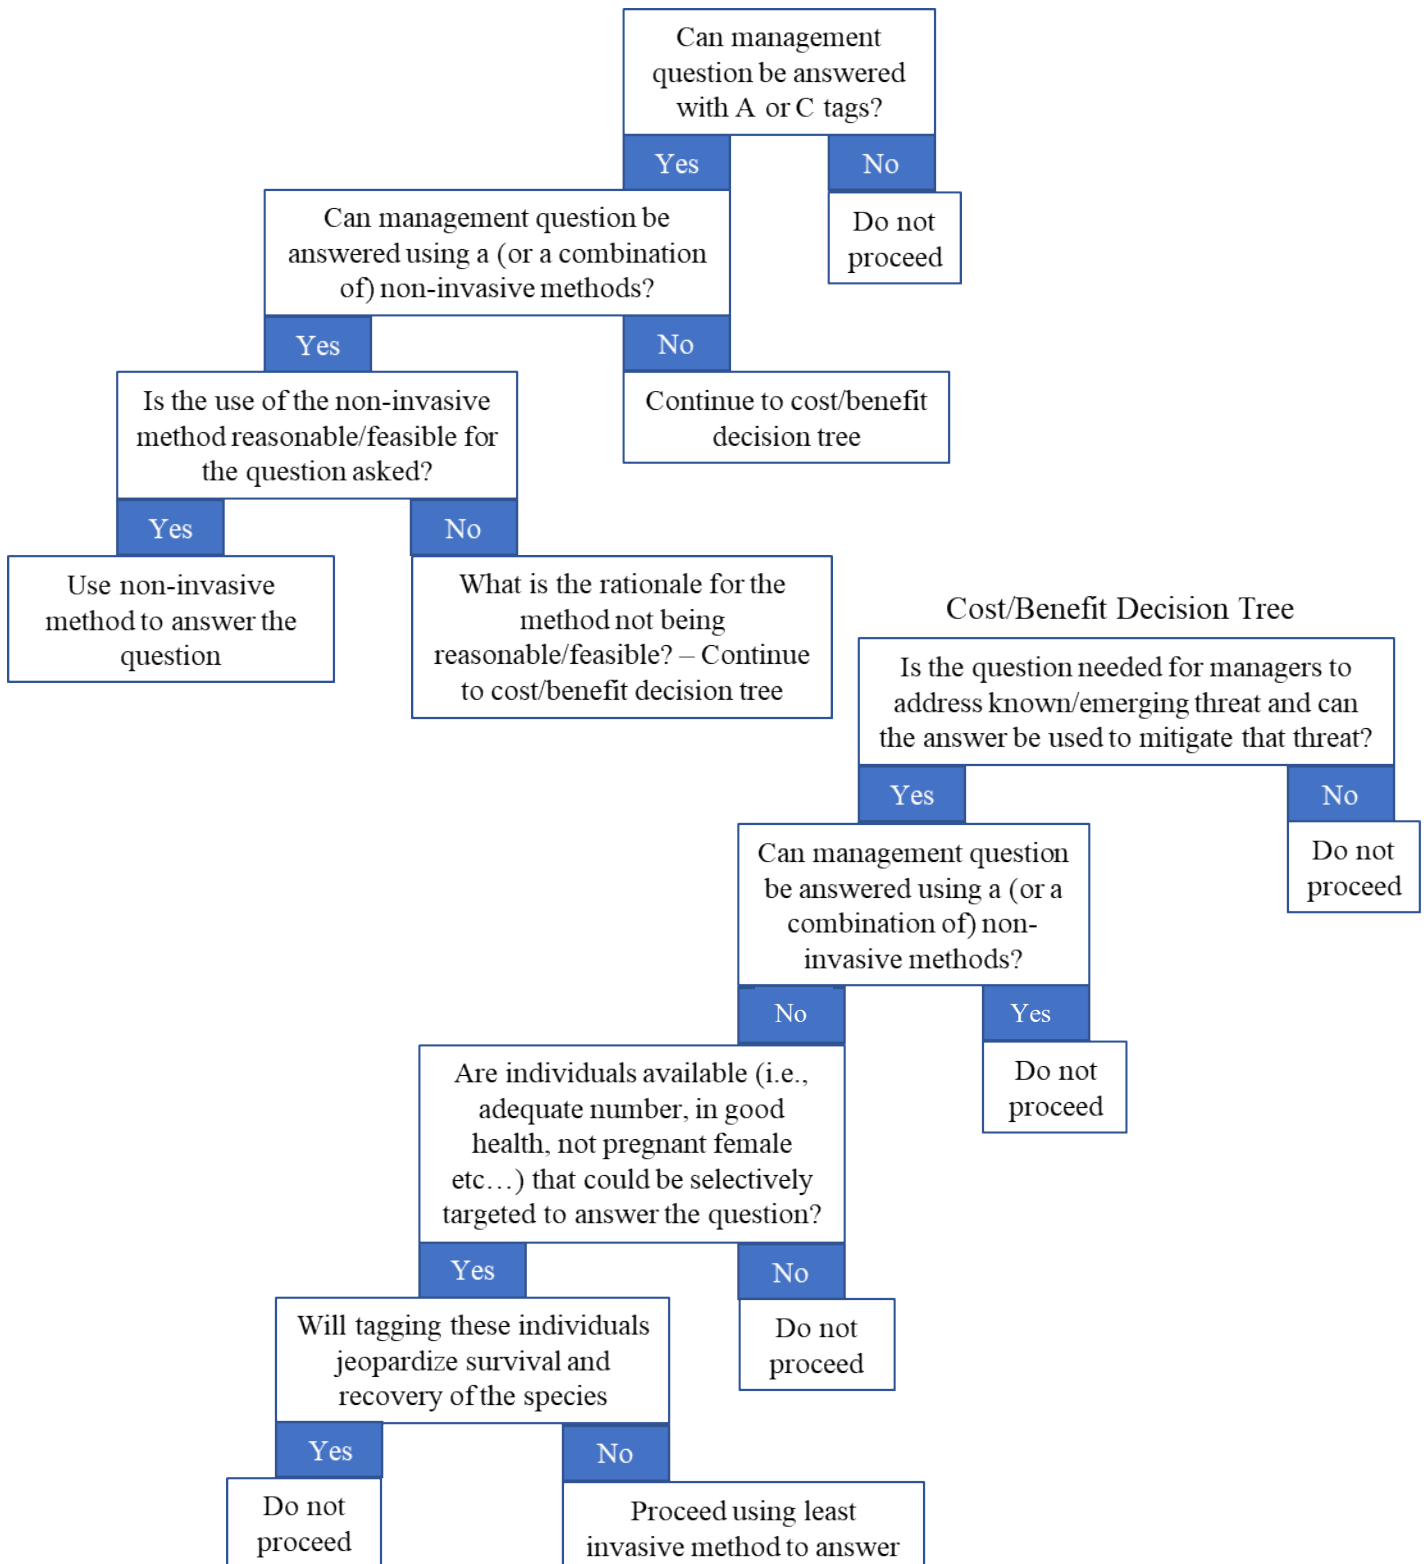 Can management
question be answered
with A or C tags?
Yes
No
Can management question be
answered using a (or a combination
of) non-invasive methods?
Do not
proceed
Yes
No
Is the use of the non-invasive
method reasonable/feasible for
the question asked?
Continue to cost/benefit
decision tree
Yes
No
Use non-invasive
method to answer the
question
What is the rationale for the
method not being
reasonable/feasible? – Continue
to cost/benefit decision tree
Cost/Benefit Decision Tree
Is the question needed for managers to
address known/emerging threat and can
the answer be used to mitigate that threat?
Yes
No
Can management question
be answered using a (or a
combination of) non-
invasive methods?
Do not
proceed
No
Yes
Are individuals available (i.e.,
adequate number, in good
health, not pregnant female
etc…) that could be selectively
targeted to answer the question?
Do not
proceed
Yes
No
Will tagging these individuals
jeopardize survival and
recovery of the species
Do not
proceed
Yes
No
Do not
proceed
Proceed using least
invasive method to answer